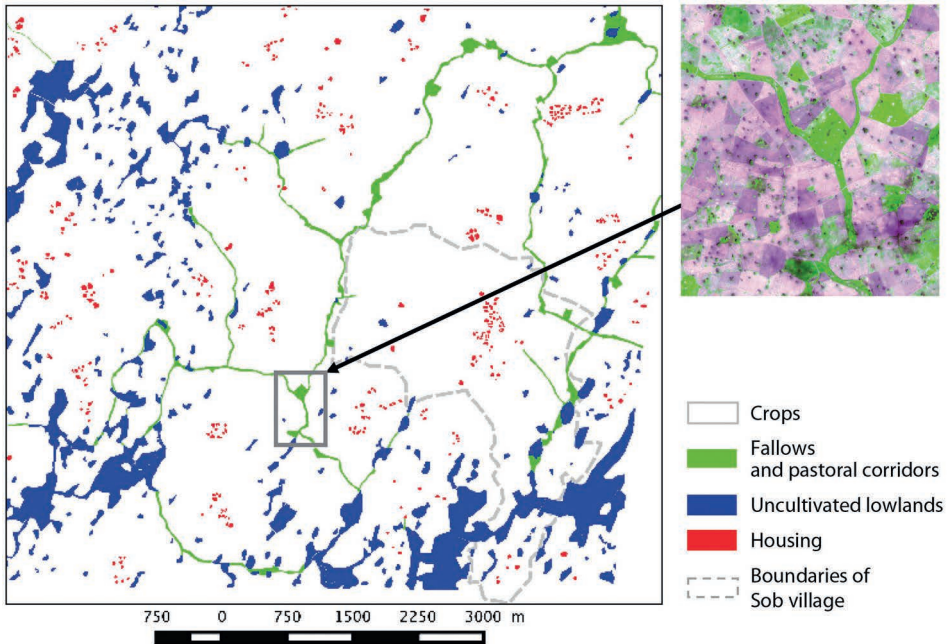 Crops
Fallows
and pastoral corridors
Uncultivated lowlands
Housing
Boundaries of
Sob village
750 0 750 1500 2250 3000 m